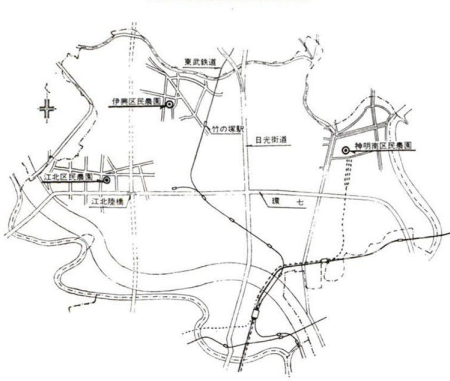 東武鉄道
伊興区民農園
竹の塚駅
日光街道
神明南区民農園
江北区民農園
江北陸橋
環七